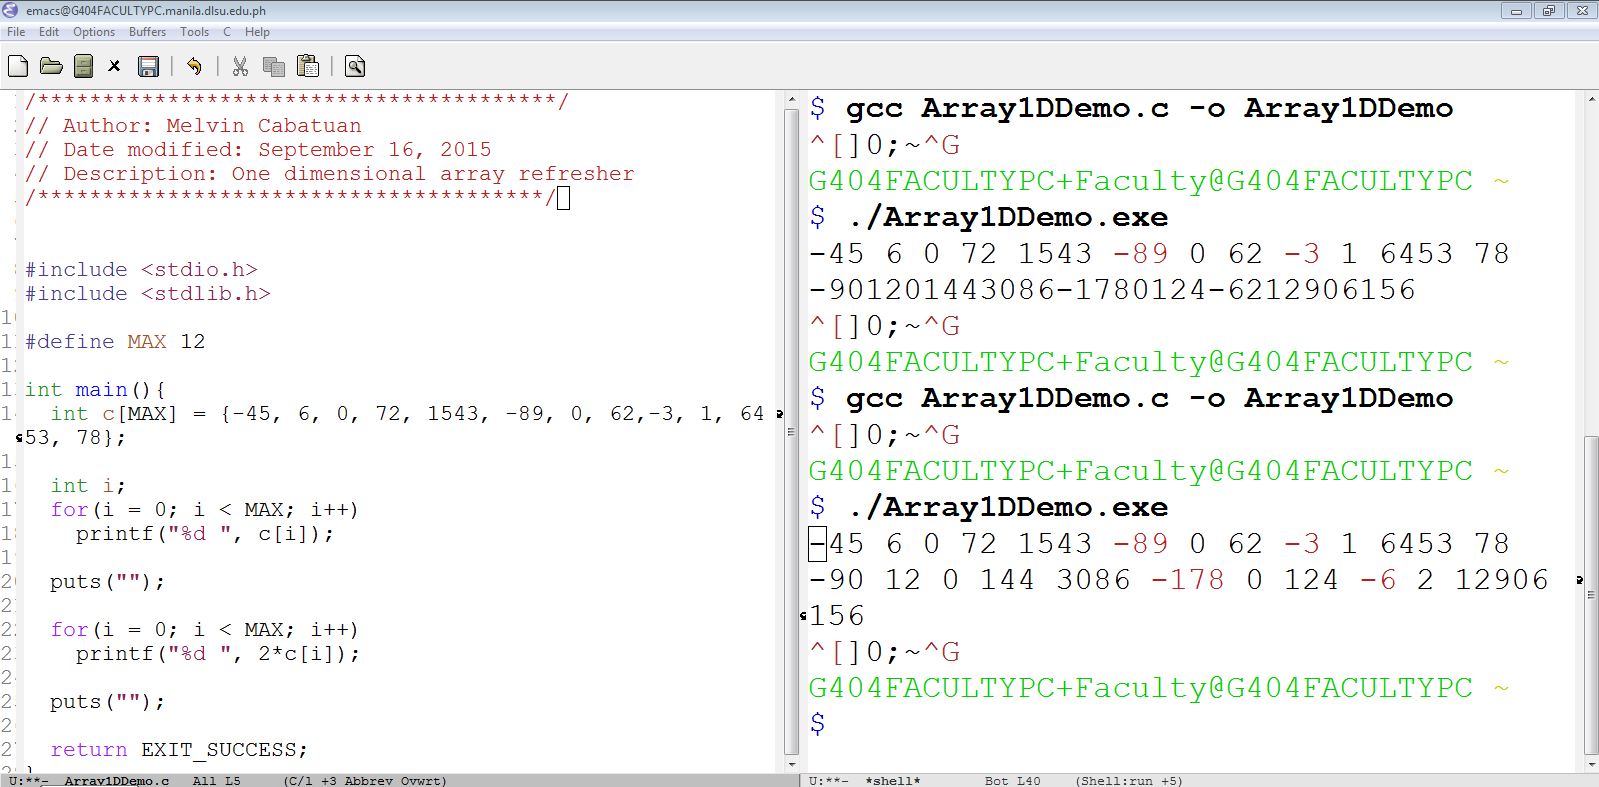 emacs@G404FACULTYPC.manila.dlsu.edu.ph
File Edit Options Buffers Tools C Help
/****************************************/
// Author: Melvin Cabatuan
// Date modified: September 16, 2015
// Description: One dimensional array refresher
/***************************************/
#include <stdio.h>
#include <stdlib.h>
#define MAX 12
int main(){
int c[MAX] = {-45, 6, 0, 72, 1543, -89, 0, 62,-3, 1, 64
53, 78};
int i;
for(i = 0; i < MAX; i++)
printf("%d ", c[i]);
puts("");
for(i = 0; i < MAX; i++)
printf("%d ", 2*c[i]);
puts("");
return EXIT_SUCCESS;
U:**- Array1DDemo.c All L5 (C/l +3 Abbrev Ovwrt)
$ gcc Array1DDemo.c -o Array1DDemo
^[]0;~^G
G404FACULTYPC+Faculty@G404FACULTYPC ~
$ ./Array1DDemo.exe
-45 6 0 72 1543 -89 0 62 -3 1 6453 78
-901201443086-1780124-6212906156
^[]0;~^G
G404FACULTYPC+Faculty@G404FACULTYPC ~
$ gcc Array1DDemo.c -o Array1DDemo
^[]0;~^G
G404FACULTYPC+Faculty@G404FACULTYPC ~
$ ./Array1DDemo.exe
-45 6 0 72 1543 -89 0 62 -3 1 6453 78
-90 12 0 144 3086 -178 0 124 -6 2 12906
156
^[]0;~^G
G404FACULTYPC+Faculty@G404FACULTYPC ~
$
U:**- *shell* Bot L40 (Shell:run +5)